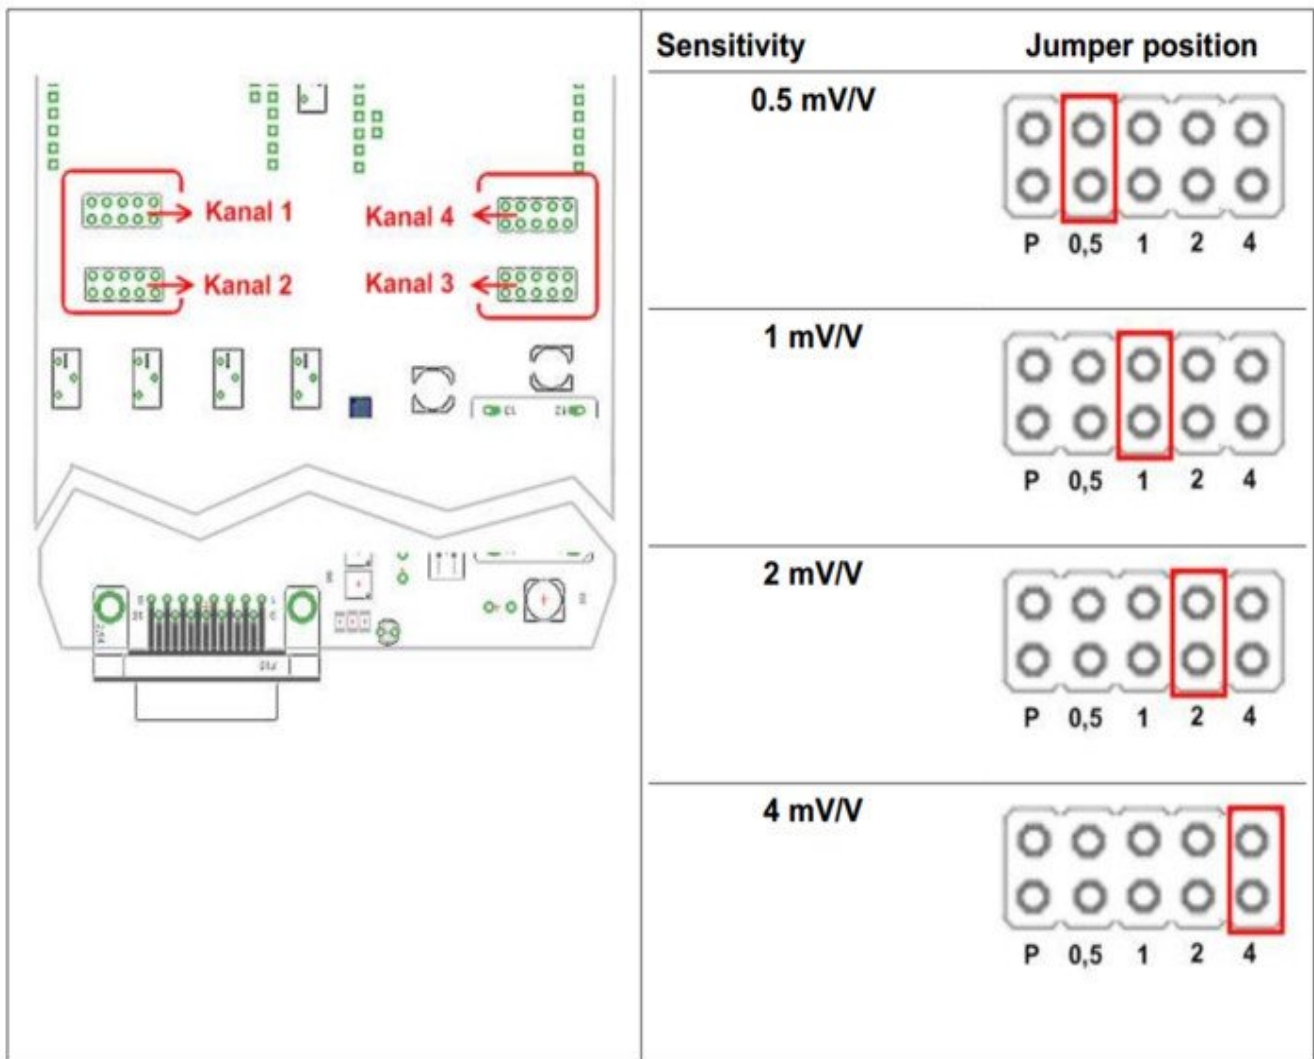 Sensitivity Jumper position
0.5 mV/V
P 0,5 1 2 4
1 mV/V
P 0,5 1 2 4
2 mV/V
P 0,5 1 2 4
4 mV/V
P 0,5 1 2 4
Kanal 1
Kanal 4
Kanal 2
Kanal 3
13 12